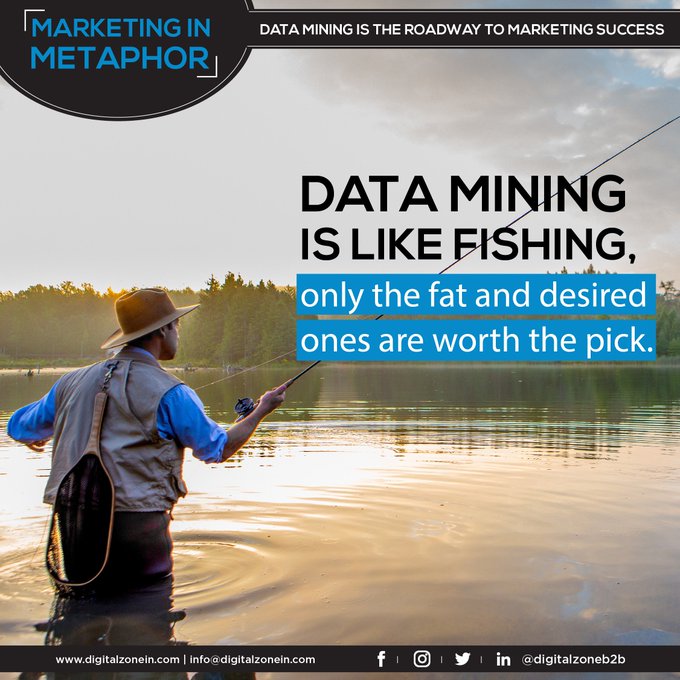 MARKETING IN
METAPHOR
DATA MINING IS THE ROADWAY TO MARKETING SUCCESS
DATA MINING
IS LIKE FISHING,
only the fat and desired
ones are worth the pick.
www.digitalzonein.com | info@digitalzonein.com
f | | | in @digitalzoneb2b